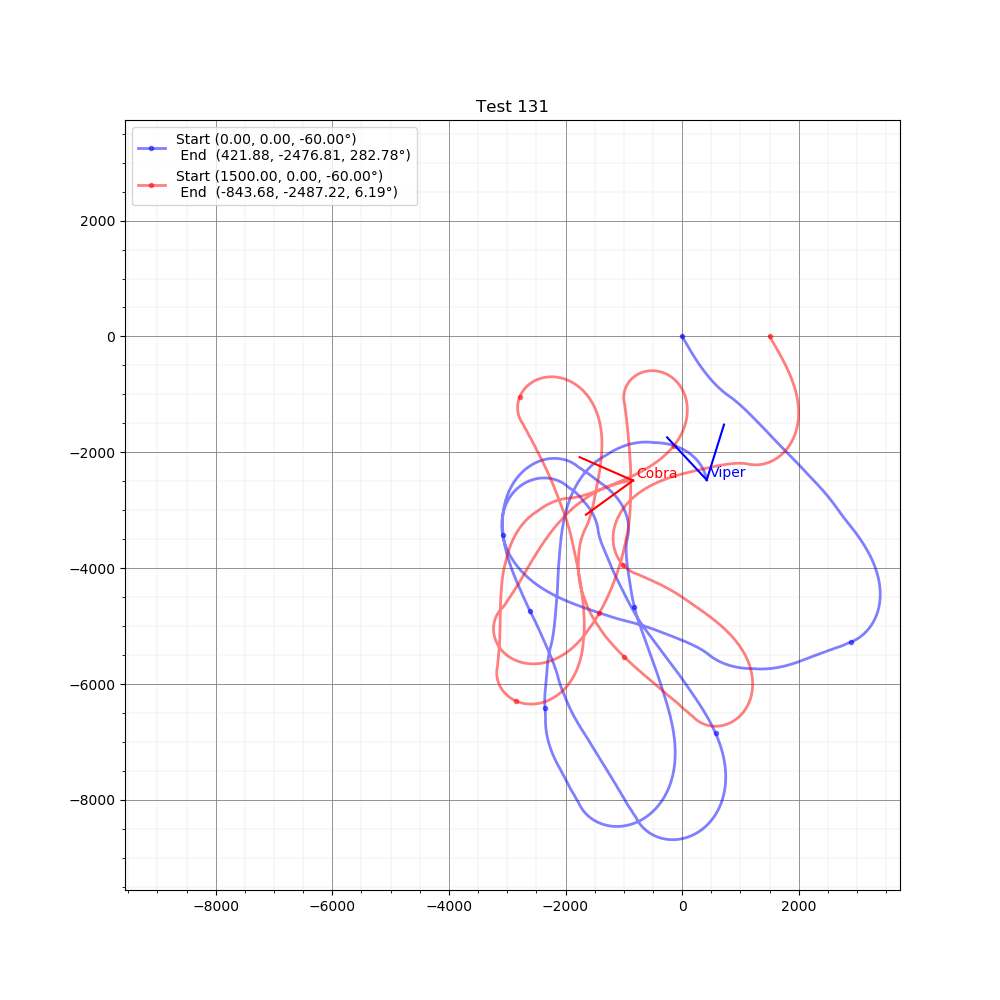 Test 131
Start (0.00, 0.00, -60.00°)
End  (421.88, -2476.81, 282.78°)
Start (1500.00, 0.00, -60.00°)
End  (-843.68, -2487.22, 6.19°)
2000
0
−2000
−4000
−6000
−8000
Cobra
Viper
−8000
−6000
−4000
−2000
0
2000